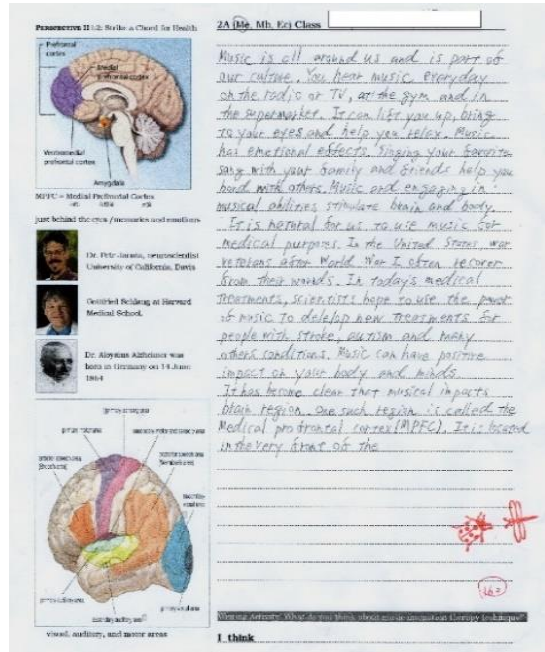 PERSPECTIVE II 1.2: Strike a Chord for Health
Prefrontal
cortex
Medial
prefrontal cortex
Ventromedial
prefrontal cortex
Amygdala
MPFC = Medial Prefrontal Cortex
just behind the eyes / memories and emotions
Dr. Petr Janata, neuroscientist
University of California, Davis
Gottfried Schlaug at Harvard
Medical School.
Dr. Aloysius Alzheimer was
born in Germany on 14 June
1864
visual, auditory, and motor areas
2A (Me, Mh, Ec) Class
Music is all around us and is part of
our culture. You hear music everyday
on the radio or TV, at the gym and in
the supermarket. It can lift you up, bring
to your eyes and help you relax. Music
has emotional effects. Singing your favorite
song with your family and friends help you
bond with others. Music and engaging in
musical abilities stimulate brain and body.
It is natural for us to use music for
medical purposes. In the United States, war
veterans after World War I often recover
from their wounds. In today's medical
treatments, scientists hope to use the power
of music to delelop new treatments for
people with stroke, autism and many
others conditions. Music can have positive
impact on your body and minds.
It has become clear that musical impacts
brain region. One such region is called the
Medical profrontal cortex (MPFC). It is located
in the very front of the
162
Writing Activity: What do you think about
I think